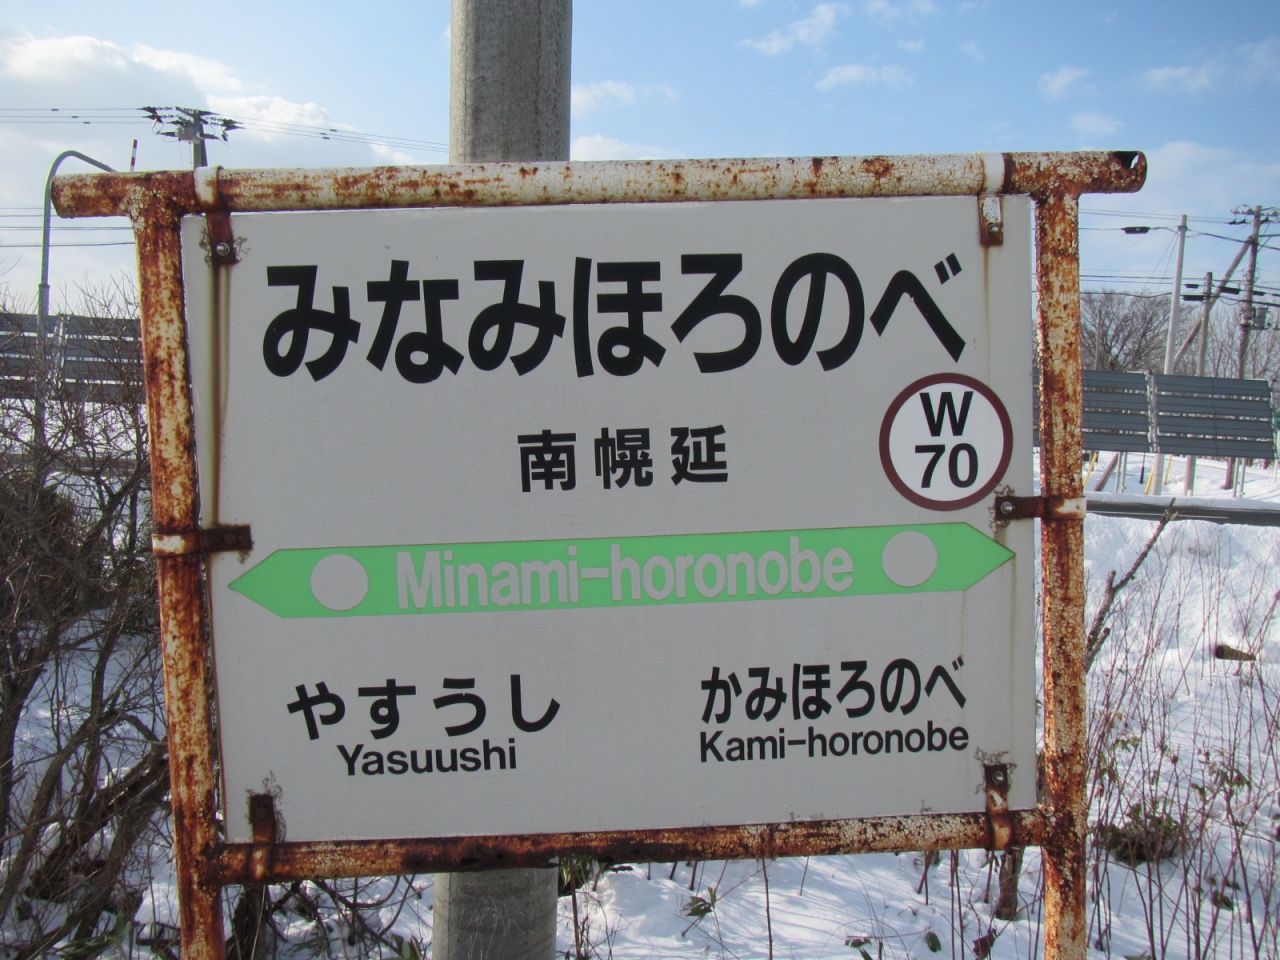 みなみほろのべ
南幌延
W
70
Minami-horonobe
やすうし
Yasuushi
かみほろのべ
Kami-horonobe